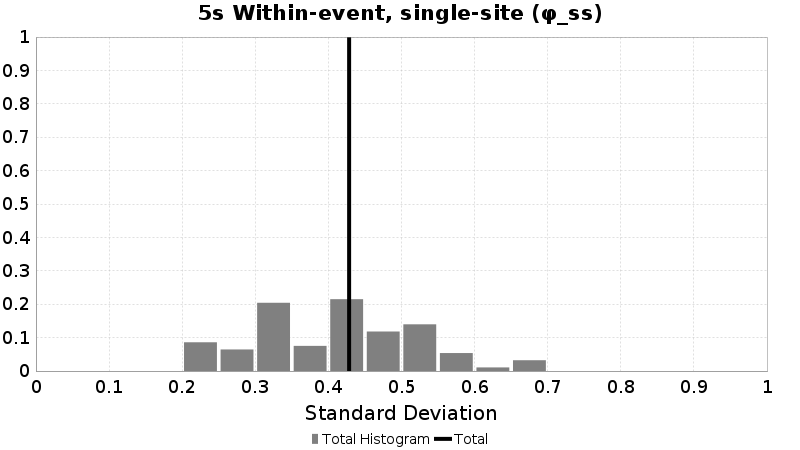 5s Within-event, single-site (φ_ss)
1
0.9
0.8
0.7
0.6
0.5
0.4
0.3
0.2
0.1
0
0 0.1 0.2 0.3 0.4 0.5 0.6 0.7 0.8 0.9 1
Standard Deviation
Total Histogram Total